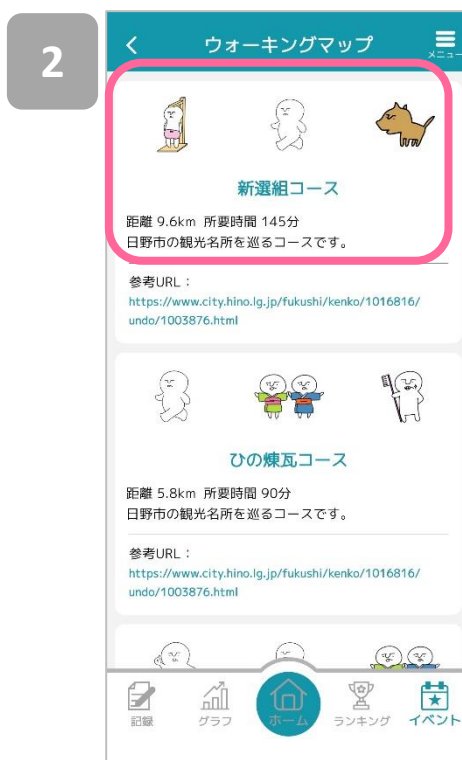 2
ウォーキングマップ
メニュー
新選組コース
距離 9.6km 所要時間 145分
日野市の観光名所を巡るコースです。
参考URL：
https://www.city.hino.lg.jp/fukushi/kenko/1016816/
undo/1003876.html
ひの煉瓦コース
距離 5.8km 所要時間 90分
日野市の観光名所を巡るコースです。
参考URL：
https://www.city.hino.lg.jp/fukushi/kenko/1016816/
undo/1003876.html
記録 グラフ ホーム ランキング イベント